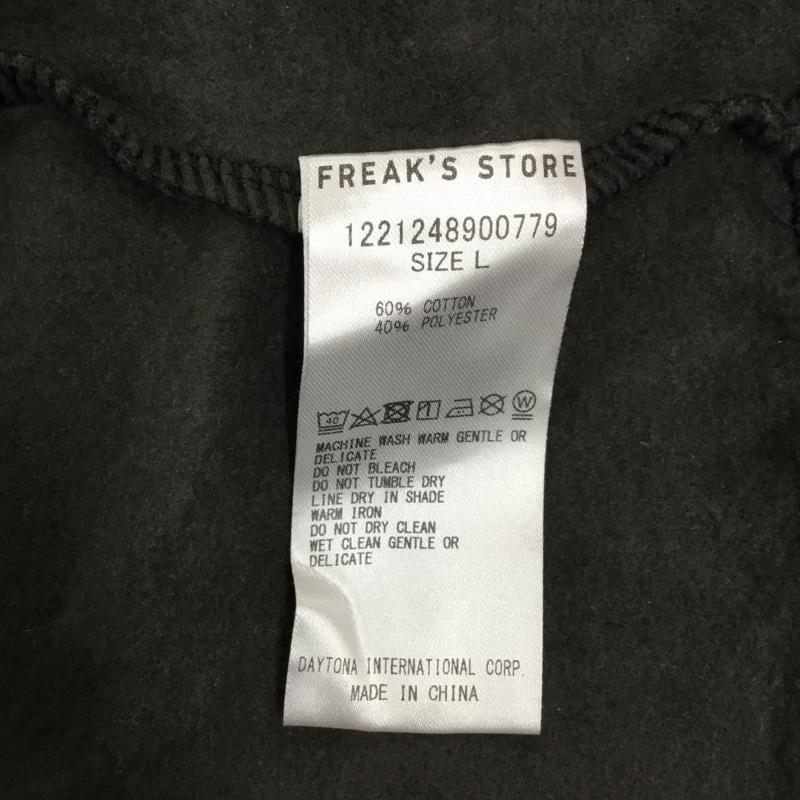 FREAK'S STORE
1221248900779
SIZE L
60% COTTON
40% POLYESTER
40
W
MACHINE WASH WARM GENTLE OR
DELICATE
DO NOT BLEACH
DO NOT TUMBLE DRY
LINE DRY IN SHADE
WARM IRON
DO NOT DRY CLEAN
WET CLEAN GENTLE OR
DELICATE
DAYTONA INTERNATIONAL CORP.
MADE IN CHINA